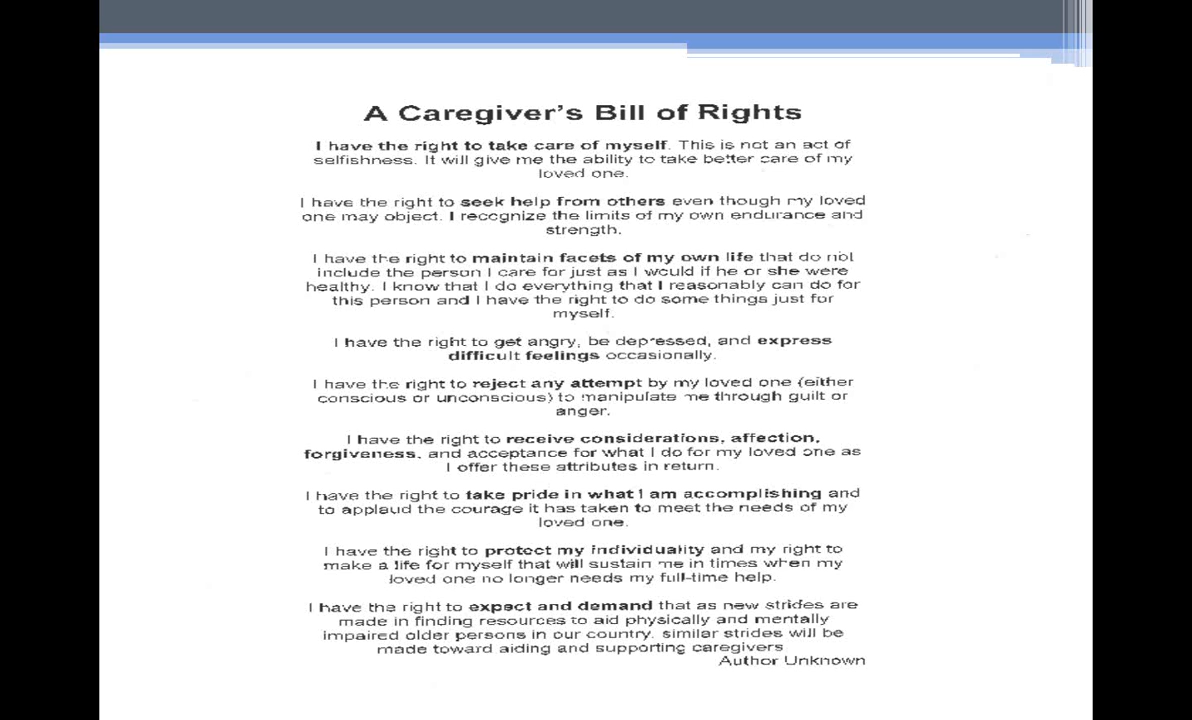 A Caregiver's Bill of Rights
I have the right to take care of myself. This is not an act of
selfishness. It will give me the ability to take better care of my
loved one.
I have the right to seek help from others even though my loved
one may object. I recognize the limits of my own endurance and
strength.
I have the right to maintain facets of my own life that do not
include the person I care for just as I would if he or she were
healthy. I know that I do everything that I reasonably can do for
this person and I have the right to do some things just for
myself.
I have the right to get angry, be depressed, and express
difficult feelings occasionally.
I have the right to reject any attempt by my loved one (either
conscious or unconscious) to manipulate me through guilt or
anger.
I have the right to receive considerations, affection,
forgiveness, and acceptance for what I do for my loved one as
I offer these attributes in return.
I have the right to take pride in what I am accomplishing and
to applaud the courage it has taken to meet the needs of my
loved one.
I have the right to protect my individuality and my right to
make a life for myself that will sustain me in times when my
loved one no longer needs my full-time help.
I have the right to expect and demand that as new strides are
made in finding resources to aid physically and mentally
impaired older persons in our country, similar strides will be
made toward aiding and supporting caregivers
Author Unknown